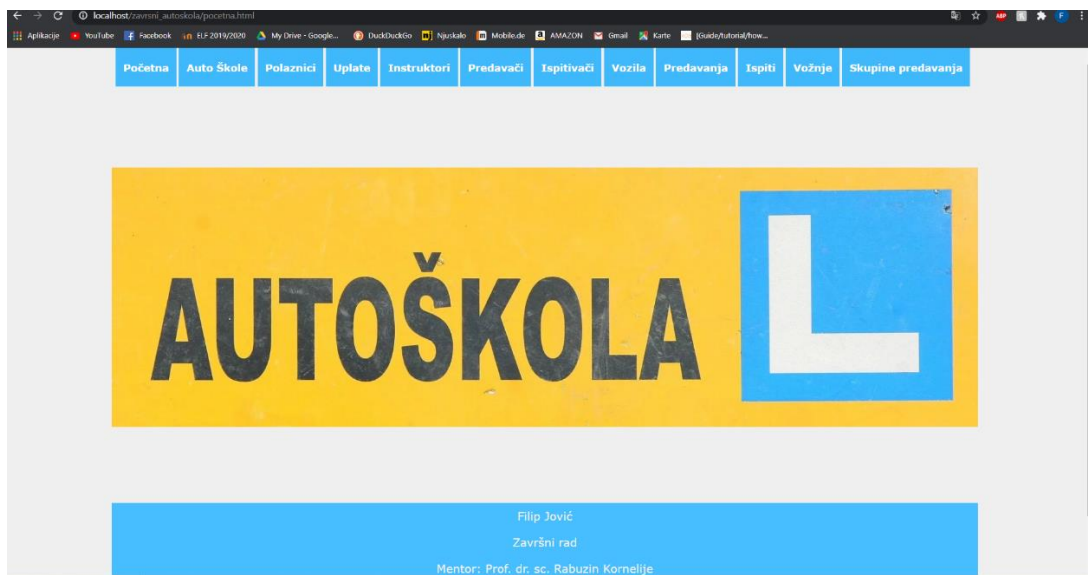 localhost/zavrsni_autoskola/pocetna.html
ABP
F
Aplikacije YouTube Facebook ELF 2019/2020 My Drive - Google... DuckDuckGo Njuskalo Mobile.de AMAZON Gmail Karte [Guide/tutorial/how...
Početna Auto Škole Polaznici Uplate Instruktori Predavači Ispitivači Vozila Predavanja Ispiti Vožnje Skupine predavanja
AUTOŠKOLA L
Filip Jović
Završni rad
Mentor: Prof. dr. sc. Rabuzin Kornelije